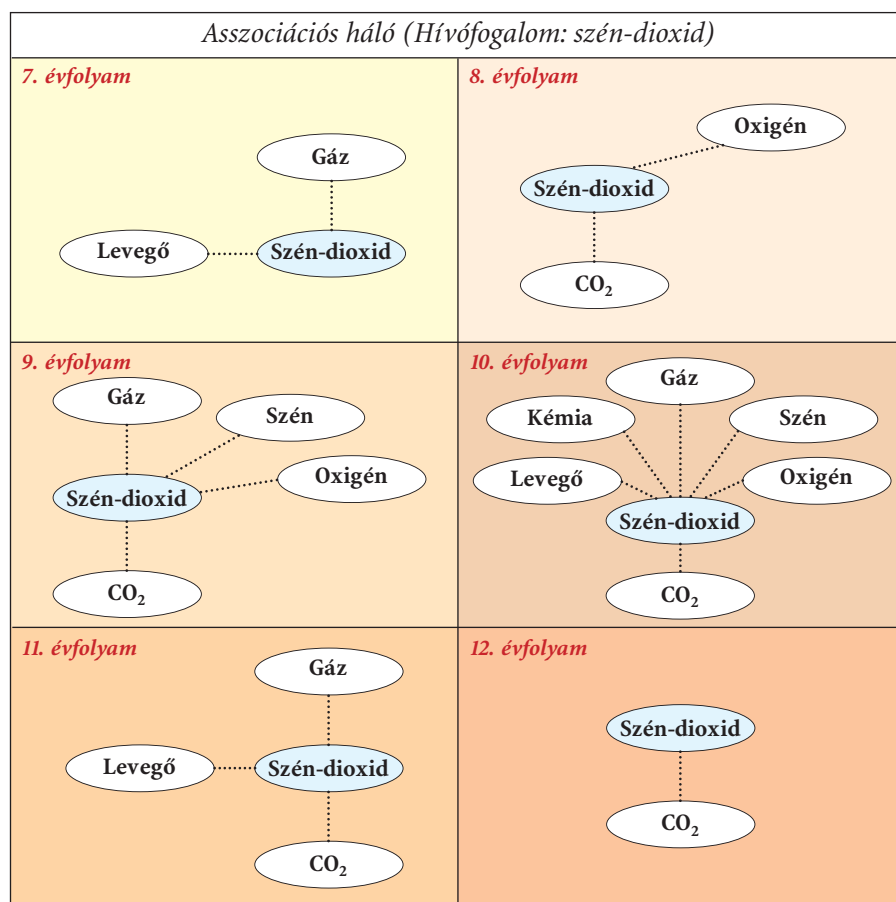 Asszociációs háló (Hívófogalom: szén-dioxid)
7. évfolyam
Gáz
Levegő
Szén-dioxid
8. évfolyam
Oxigén
Szén-dioxid
CO₂
9. évfolyam
Gáz
Szén
Oxigén
Szén-dioxid
CO₂
10. évfolyam
Gáz
Kémia
Szén
Levegő
Oxigén
Szén-dioxid
CO₂
11. évfolyam
Gáz
Levegő
Szén-dioxid
CO₂
12. évfolyam
Szén-dioxid
CO₂